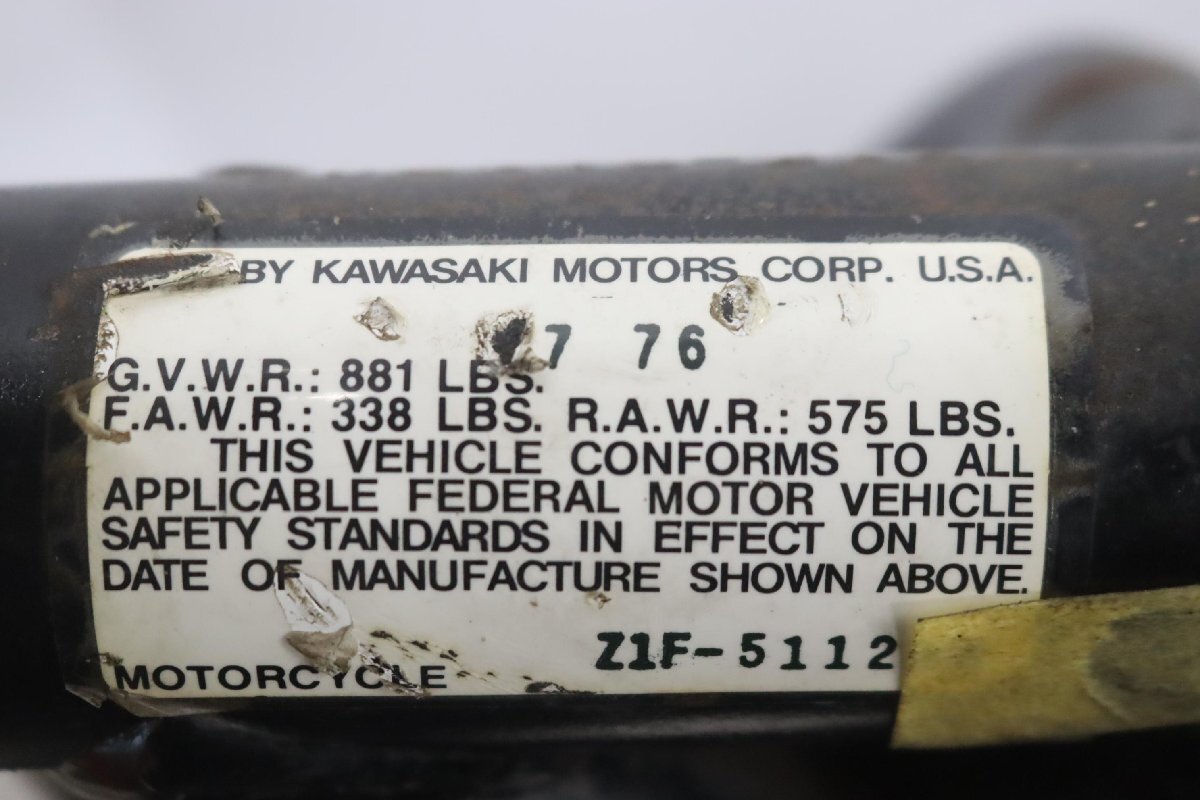 BY KAWASAKI MOTORS CORP. U.S.A.
7 76
G.V.W.R.: 881 LBS.
F.A.W.R.: 338 LBS. R.A.W.R.: 575 LBS.
THIS VEHICLE CONFORMS TO ALL
APPLICABLE FEDERAL MOTOR VEHICLE
SAFETY STANDARDS IN EFFECT ON THE
DATE OF MANUFACTURE SHOWN ABOVE.
Z1F-5112
MOTORCYCLE